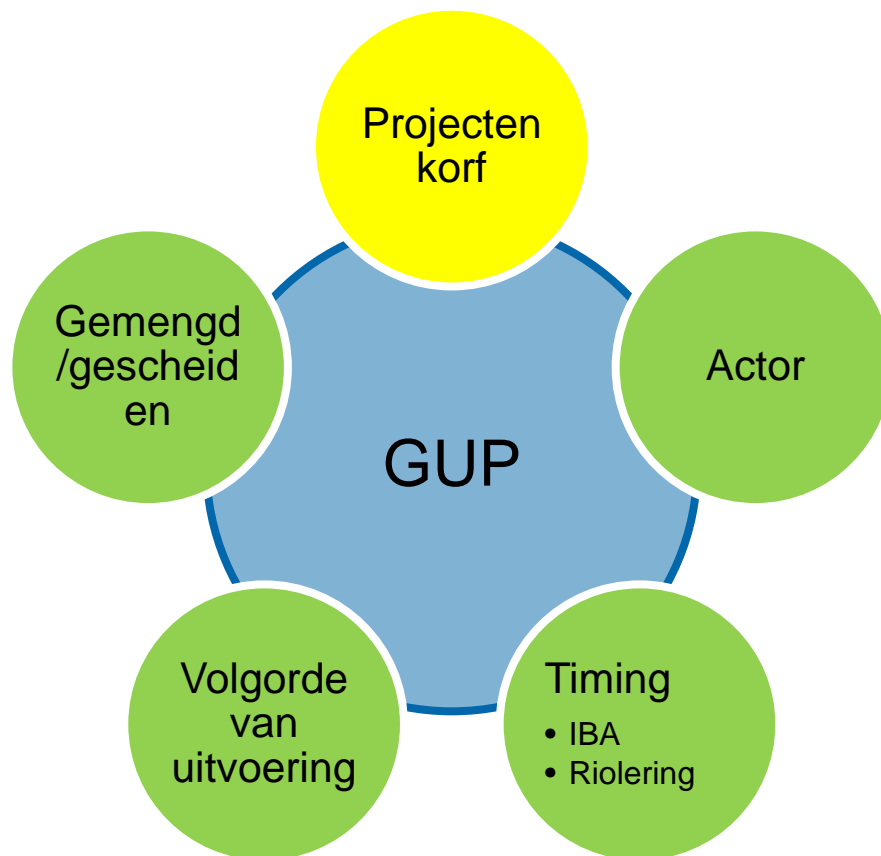 Projecten
korf
Gemengd
/gescheid
en
Actor
GUP
Volgorde
van
uitvoering
Timing
• IBA
• Riolering